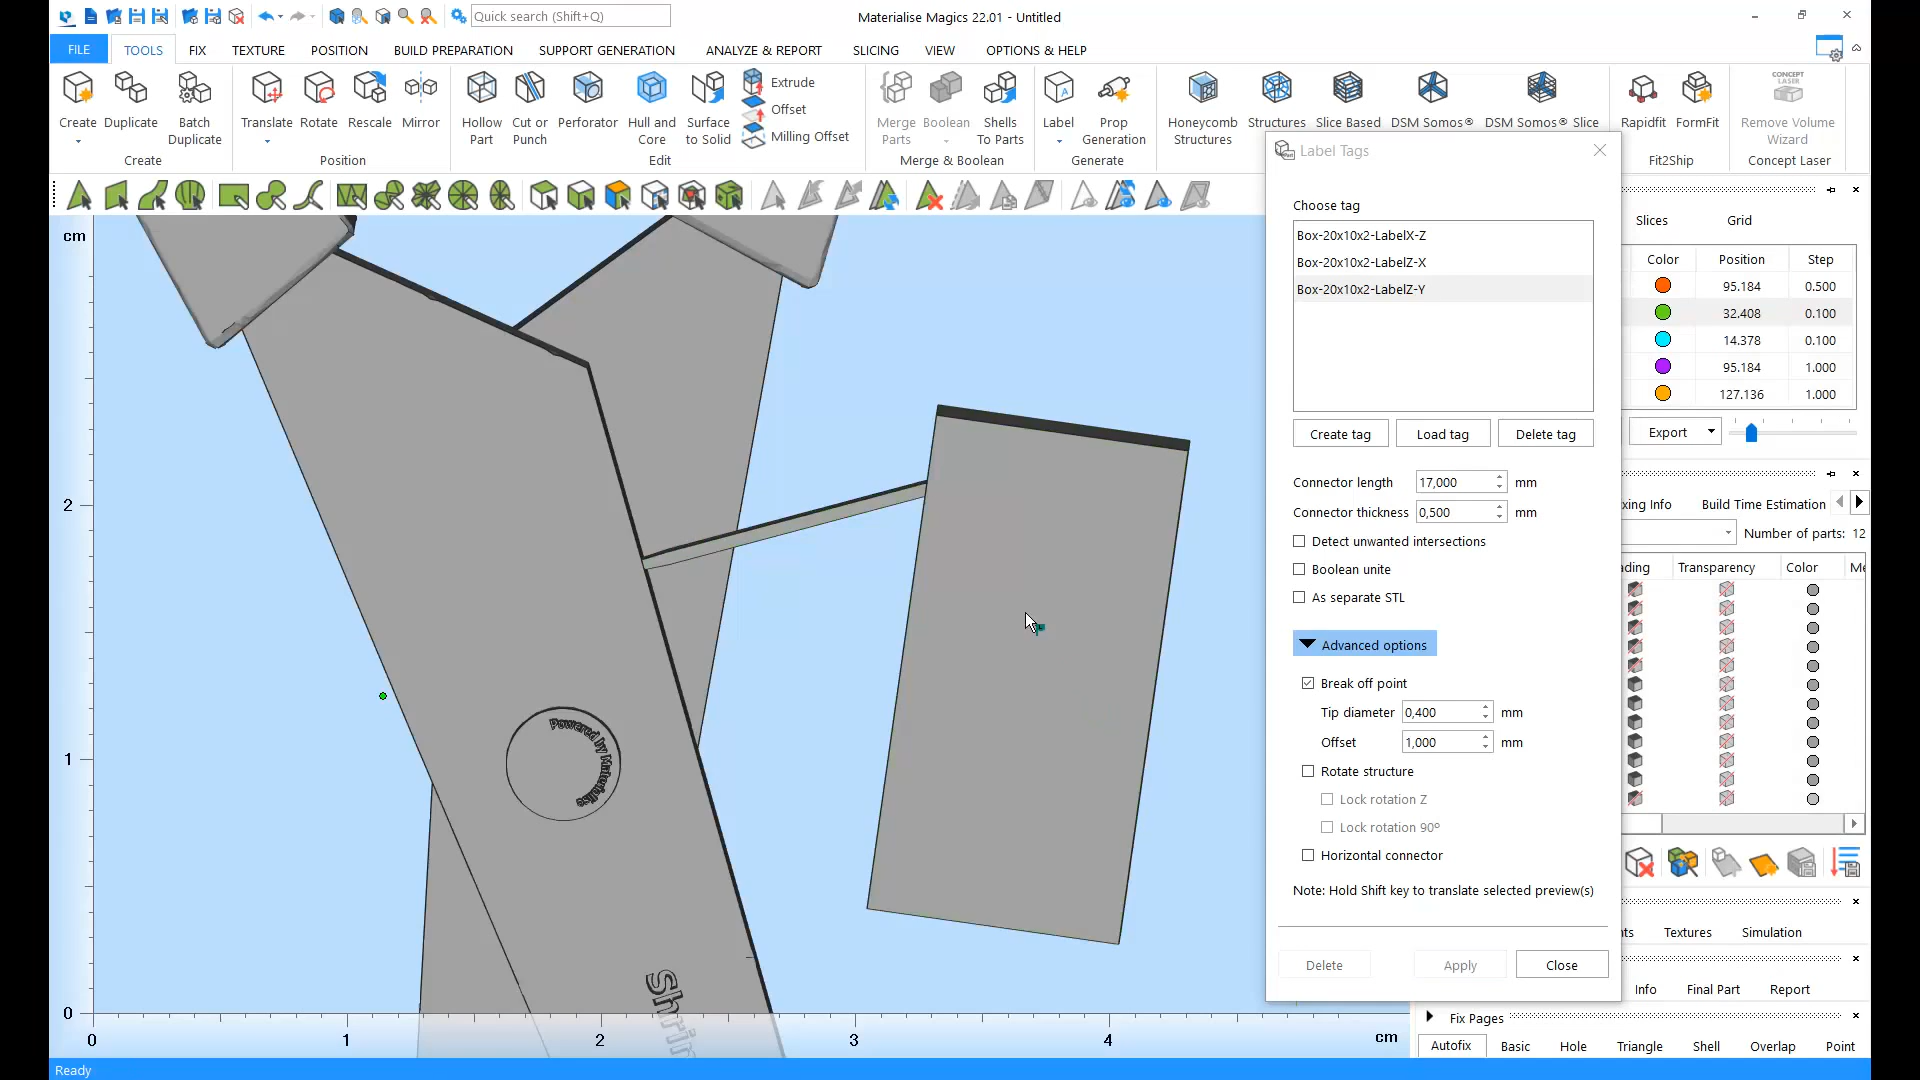 Quick search (Shift+Q)
Materialise Magics 22.01 - Untitled
FILE TOOLS FIX TEXTURE POSITION BUILD PREPARATION SUPPORT GENERATION ANALYZE & REPORT SLICING VIEW OPTIONS & HELP
Create Duplicate Batch Duplicate
Create
Translate Rotate Rescale Mirror
Position
Hollow Part Cut or Punch Perforator Hull and Core Surface to Solid
Extrude
Offset
Milling Offset
Edit
Merge Parts Boolean Shells To Parts
Merge & Boolean
Label Prop Generation
Generate
Honeycomb Structures Structures Slice Based DSM Somos® DSM Somos® Slice
Rapidfit FormFit
Fit2Ship
Remove Volume Wizard
Concept Laser
CONCEPT LASER
cm
2
1
0
0 1 2 3 4 cm
Powered by Materialise
Shrin
Label Tags
Choose tag
Box-20x10x2-LabelX-Z
Box-20x10x2-LabelZ-X
Box-20x10x2-LabelZ-Y
Create tag Load tag Delete tag
Connector length 17,000 mm
Connector thickness 0,500 mm
Detect unwanted intersections
Boolean unite
As separate STL
Advanced options
Break off point
Tip diameter 0,400 mm
Offset 1,000 mm
Rotate structure
Lock rotation Z
Lock rotation 90º
Horizontal connector
Note: Hold Shift key to translate selected preview(s)
Delete Apply Close
Slices Grid
Color Position Step
95.184 0.500
32.408 0.100
14.378 0.100
95.184 1.000
127.136 1.000
Export
xing Info Build Time Estimation
Number of parts: 12
ading Transparency Color Me
nts Textures Simulation
Info Final Part Report
Fix Pages
Autofix Basic Hole Triangle Shell Overlap Point
Ready